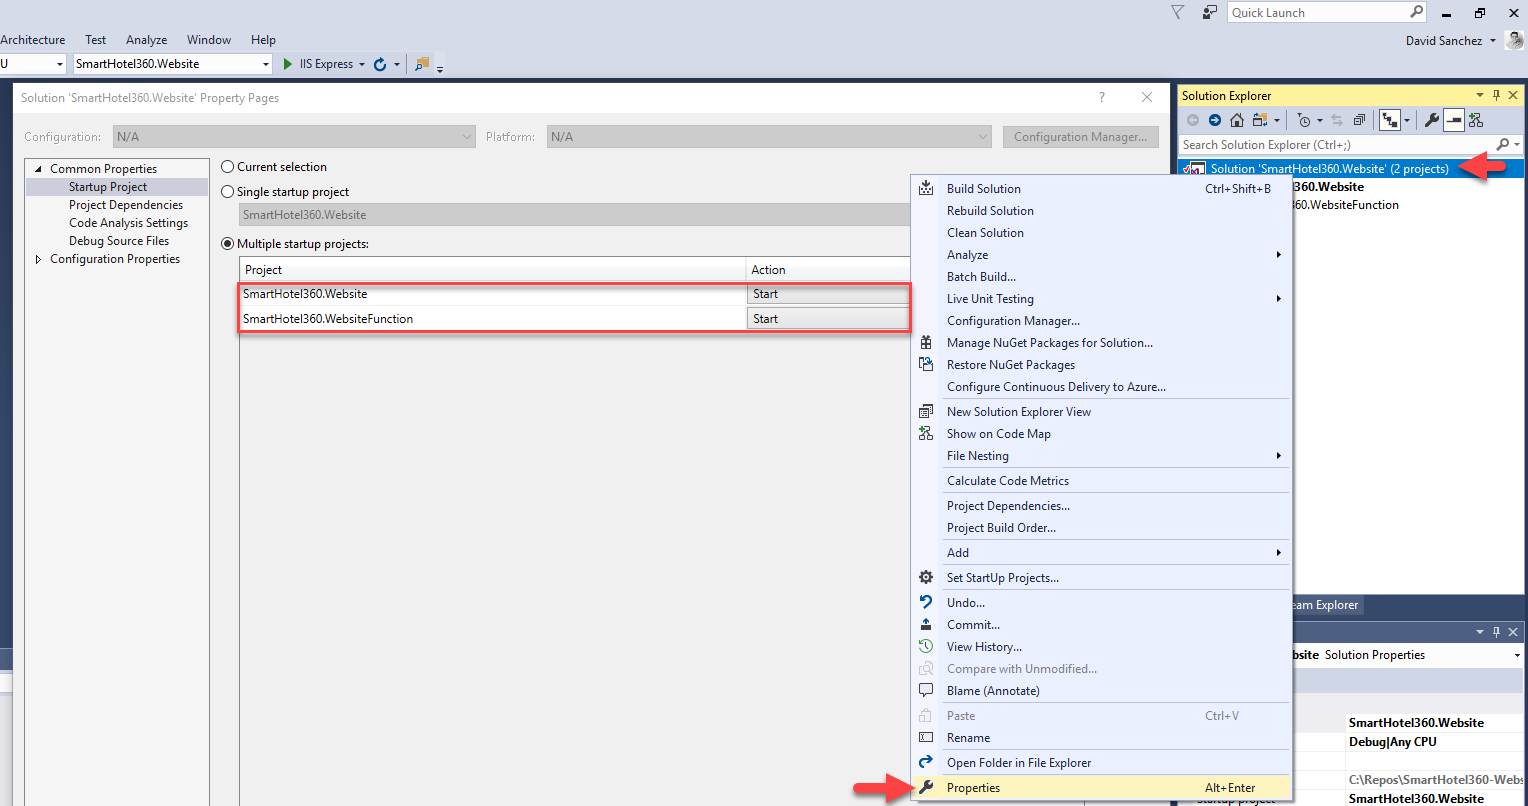 Quick Launch
Architecture Test Analyze Window Help
David Sanchez
U SmartHotel360.Website IIS Express
Solution 'SmartHotel360.Website' Property Pages ?
Configuration: N/A Platform: N/A Configuration Manager...
Common Properties
Startup Project
Project Dependencies
Code Analysis Settings
Debug Source Files
Configuration Properties
Current selection
Single startup project
SmartHotel360.Website
Multiple startup projects:
Project Action
SmartHotel360.Website Start
SmartHotel360.WebsiteFunction Start
Solution Explorer
Search Solution Explorer (Ctrl+;)
Solution 'SmartHotel360.Website' (2 projects)
l360.Website
360.WebsiteFunction
Build Solution Ctrl+Shift+B
Rebuild Solution
Clean Solution
Analyze
Batch Build...
Live Unit Testing
Configuration Manager...
Manage NuGet Packages for Solution...
Restore NuGet Packages
Configure Continuous Delivery to Azure...
New Solution Explorer View
Show on Code Map
File Nesting
Calculate Code Metrics
Project Dependencies...
Project Build Order...
Add
Set StartUp Projects...
Undo...
Commit...
View History...
Compare with Unmodified...
Blame (Annotate)
Paste Ctrl+V
Rename
Open Folder in File Explorer
Properties Alt+Enter
eam Explorer
bsite Solution Properties
SmartHotel360.Website
Debug|Any CPU
C:\Repos\SmartHotel360-Webs
Startup project SmartHotel360.Website